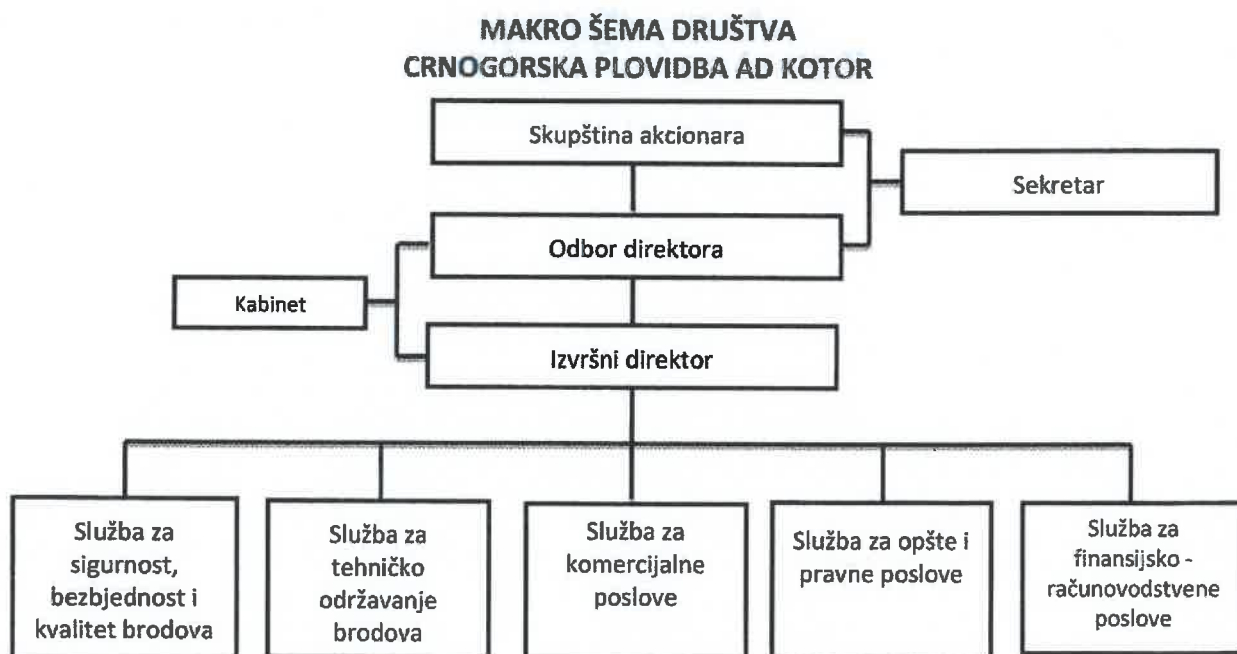 MAKRO ŠEMA DRUŠTVA
CRNOGORSKA PLOVIDBA AD KOTOR
Skupština akcionara
Sekretar
Odbor direktora
Kabinet
Izvršni direktor
Služba za
sigurnost,
bezbjednost i
kvalitet brodova
Služba za
tehničko
održavanje
brodova
Služba za
komercijalne
poslove
Služba za opšte i
pravne poslove
Služba za
finansijsko -
računovodstvene
poslove